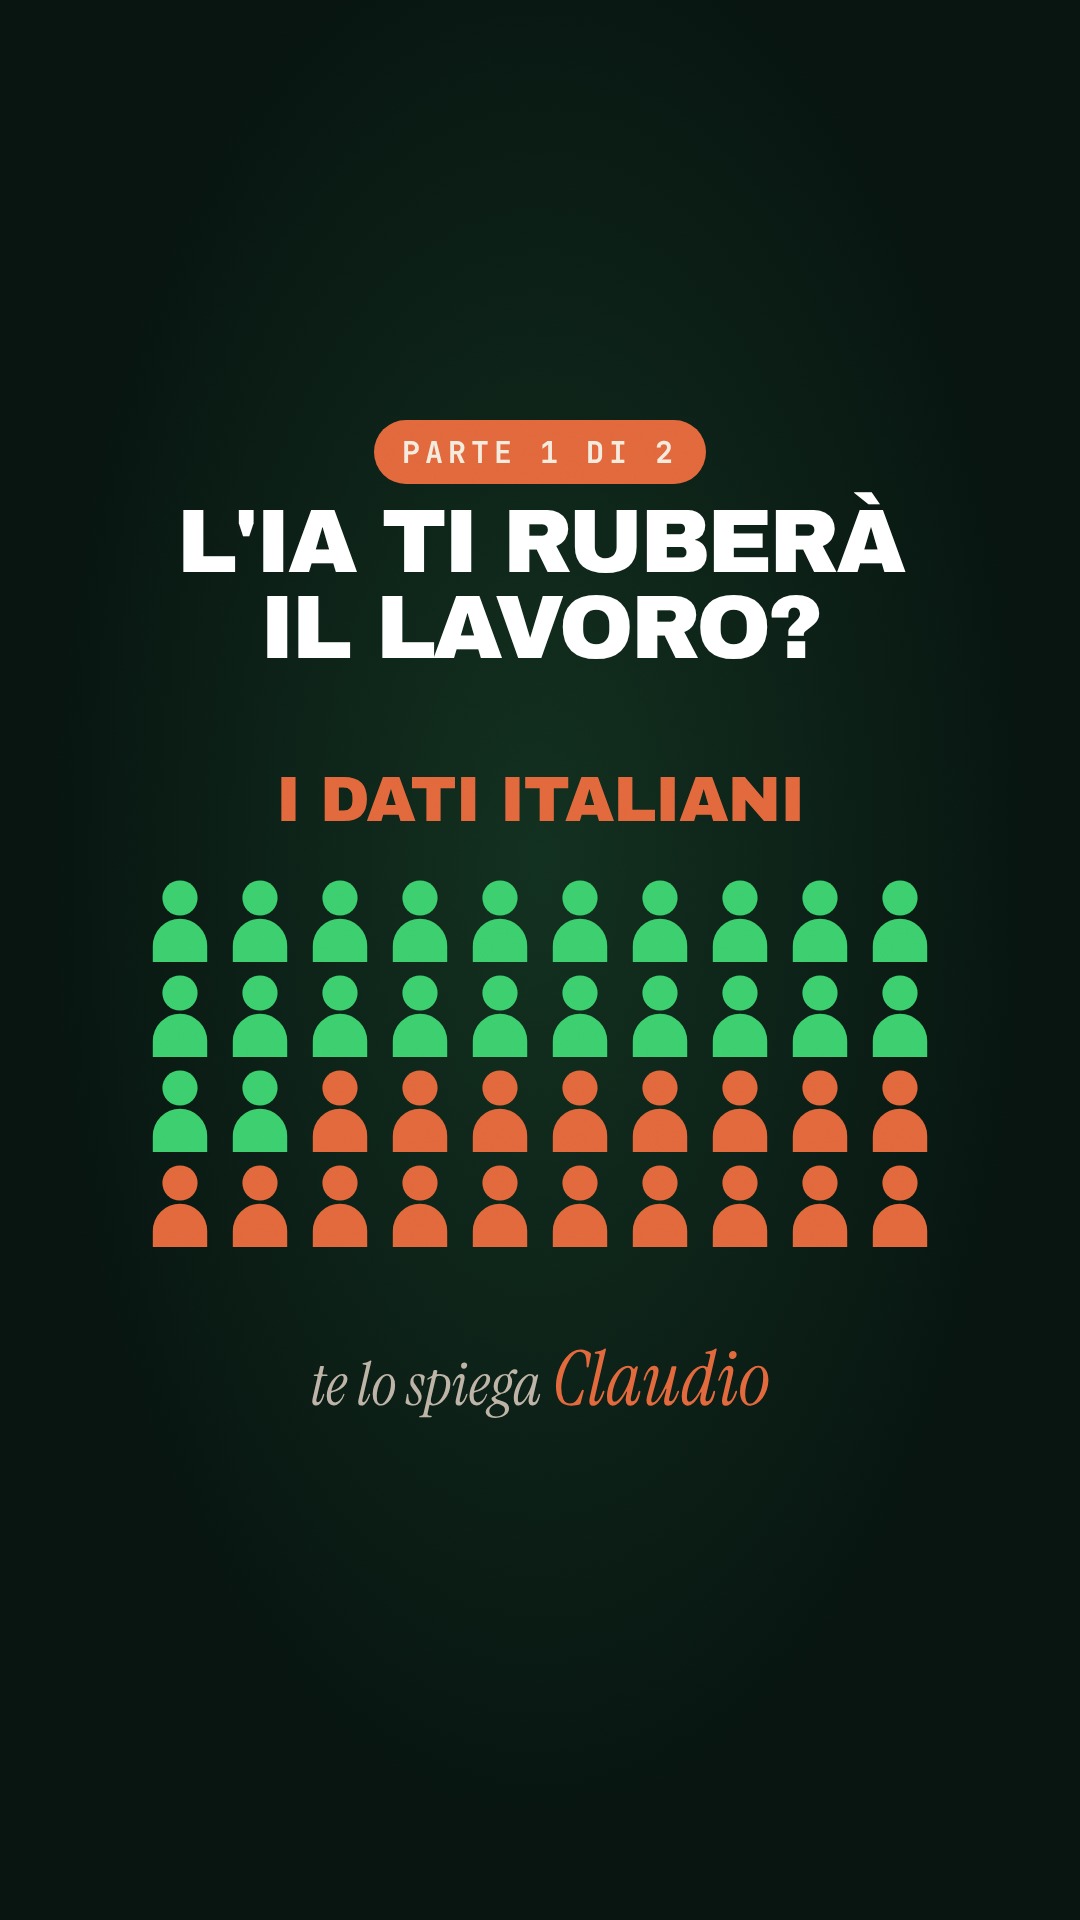 PARTE 1 DI 2
L'IA TI RUBERÀ
IL LAVORO?
I DATI ITALIANI
te lo spiega Claudio